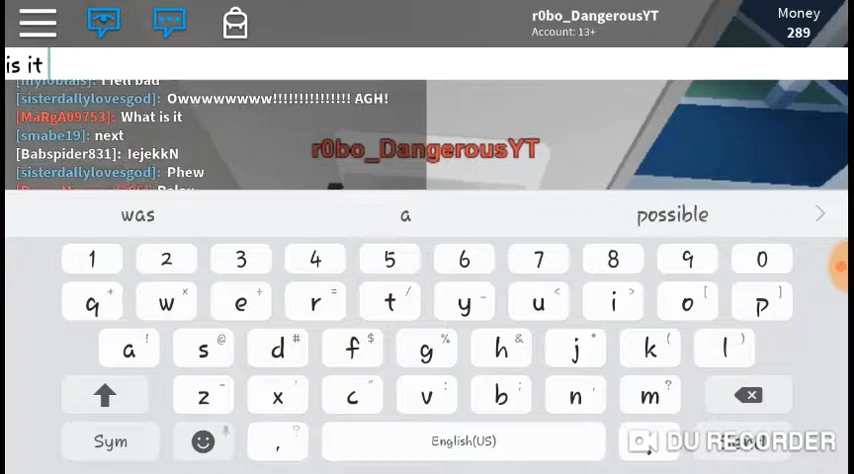 r0bo_DangerousYT
Account: 13+
Money
289
is it
I fell bad
[sisterdallylovesgod]: Owwwwwwww!!!!!!!!!!!!!!! AGH!
[MaRgA09753]: What is it
[smabe19]: next
[Babspider831]: IejekkN
[sisterdallylovesgod]: Phew
r0bo_DangerousYT
was a possible >
1 2 3 4 5 6 7 8 9 0
q + w × e ÷ r = t / y _ u < i > o [ p ]
a ! s @ d # f $ g % h & j * k ( l )
z - x ' c " v : b ; n , m ?
Sym , ? English(US) .
DU RECORDER